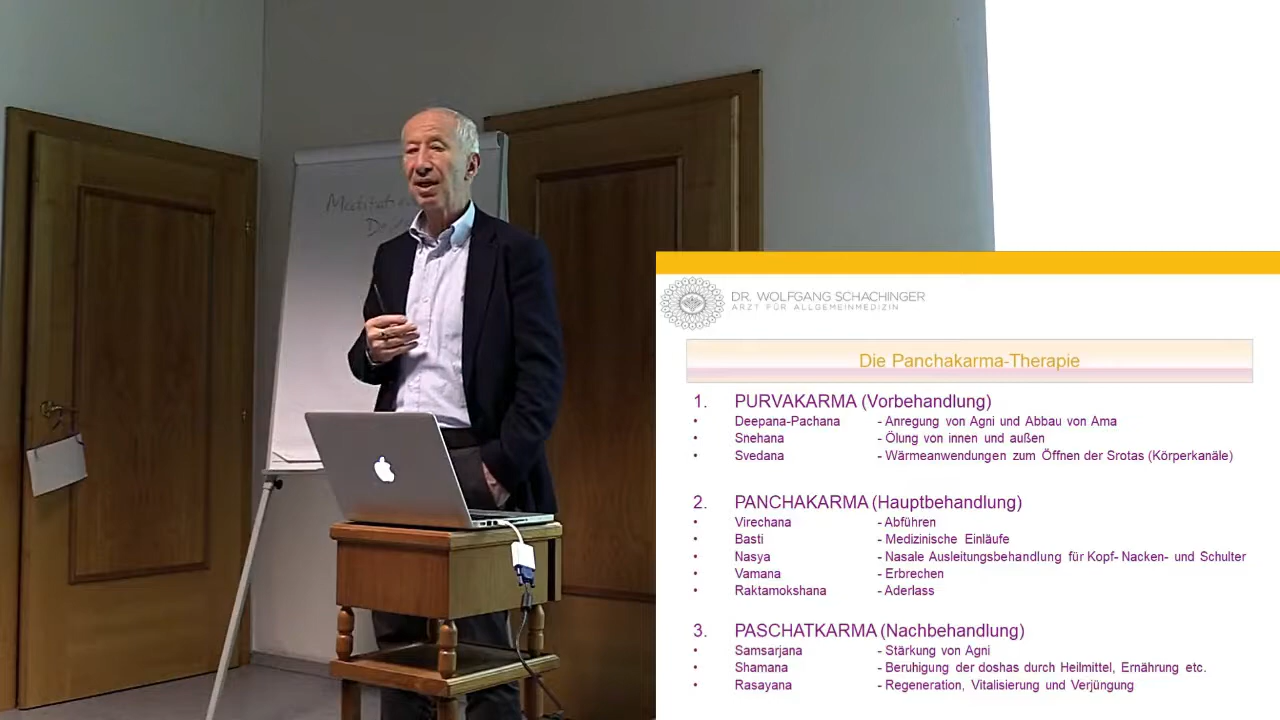 Meditation
DR. WOLFGANG SCHACHINGER
ARZT FÜR ALLGEMEINMEDIZIN
Die Panchakarma-Therapie
1. PURVAKARMA (Vorbehandlung)
• Deepana-Pachana - Anregung von Agni und Abbau von Ama
• Snehana - Ölung von innen und außen
• Svedana - Wärmeanwendungen zum Öffnen der Srotas (Körperkanäle)
2. PANCHAKARMA (Hauptbehandlung)
• Virechana - Abführen
• Basti - Medizinische Einläufe
• Nasya - Nasale Ausleitungsbehandlung für Kopf- Nacken- und Schulter
• Vamana - Erbrechen
• Raktamokshana - Aderlass
3. PASCHATKARMA (Nachbehandlung)
• Samsarjana - Stärkung von Agni
• Shamana - Beruhigung der doshas durch Heilmittel, Ernährung etc.
• Rasayana - Regeneration, Vitalisierung und Verjüngung